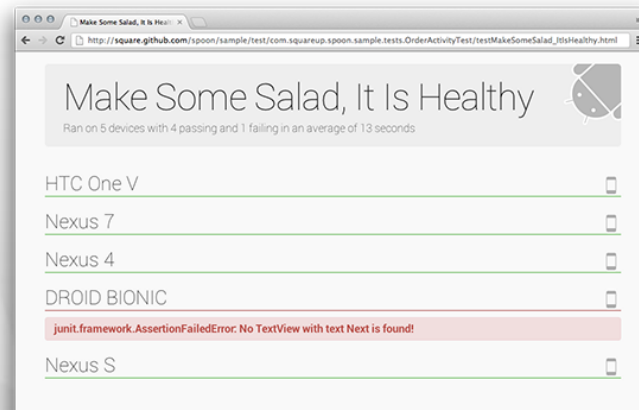 Make Some Salad, It Is Healt
http://square.github.com/spoon/sample/test/com.squareup.spoon.sample.tests.OrderActivityTest/testMakeSomeSalad_ItIsHealthy.html
Make Some Salad, It Is Healthy
Ran on 5 devices with 4 passing and 1 failing in an average of 13 seconds
HTC One V
Nexus 7
Nexus 4
DROID BIONIC
junit.framework.AssertionFailedError: No TextView with text Next is found!
Nexus S